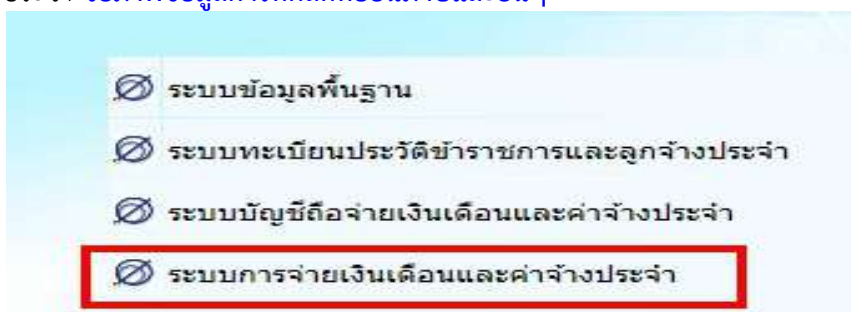 ระบบข้อมูลพื้นฐาน
ระบบทะเบียนประวัติข้าราชการและลูกจ้างประจำ
ระบบบัญชีถือจ่ายเงินเดือนและค่าจ้างประจำ
ระบบการจ่ายเงินเดือนและค่าจ้างประจำ